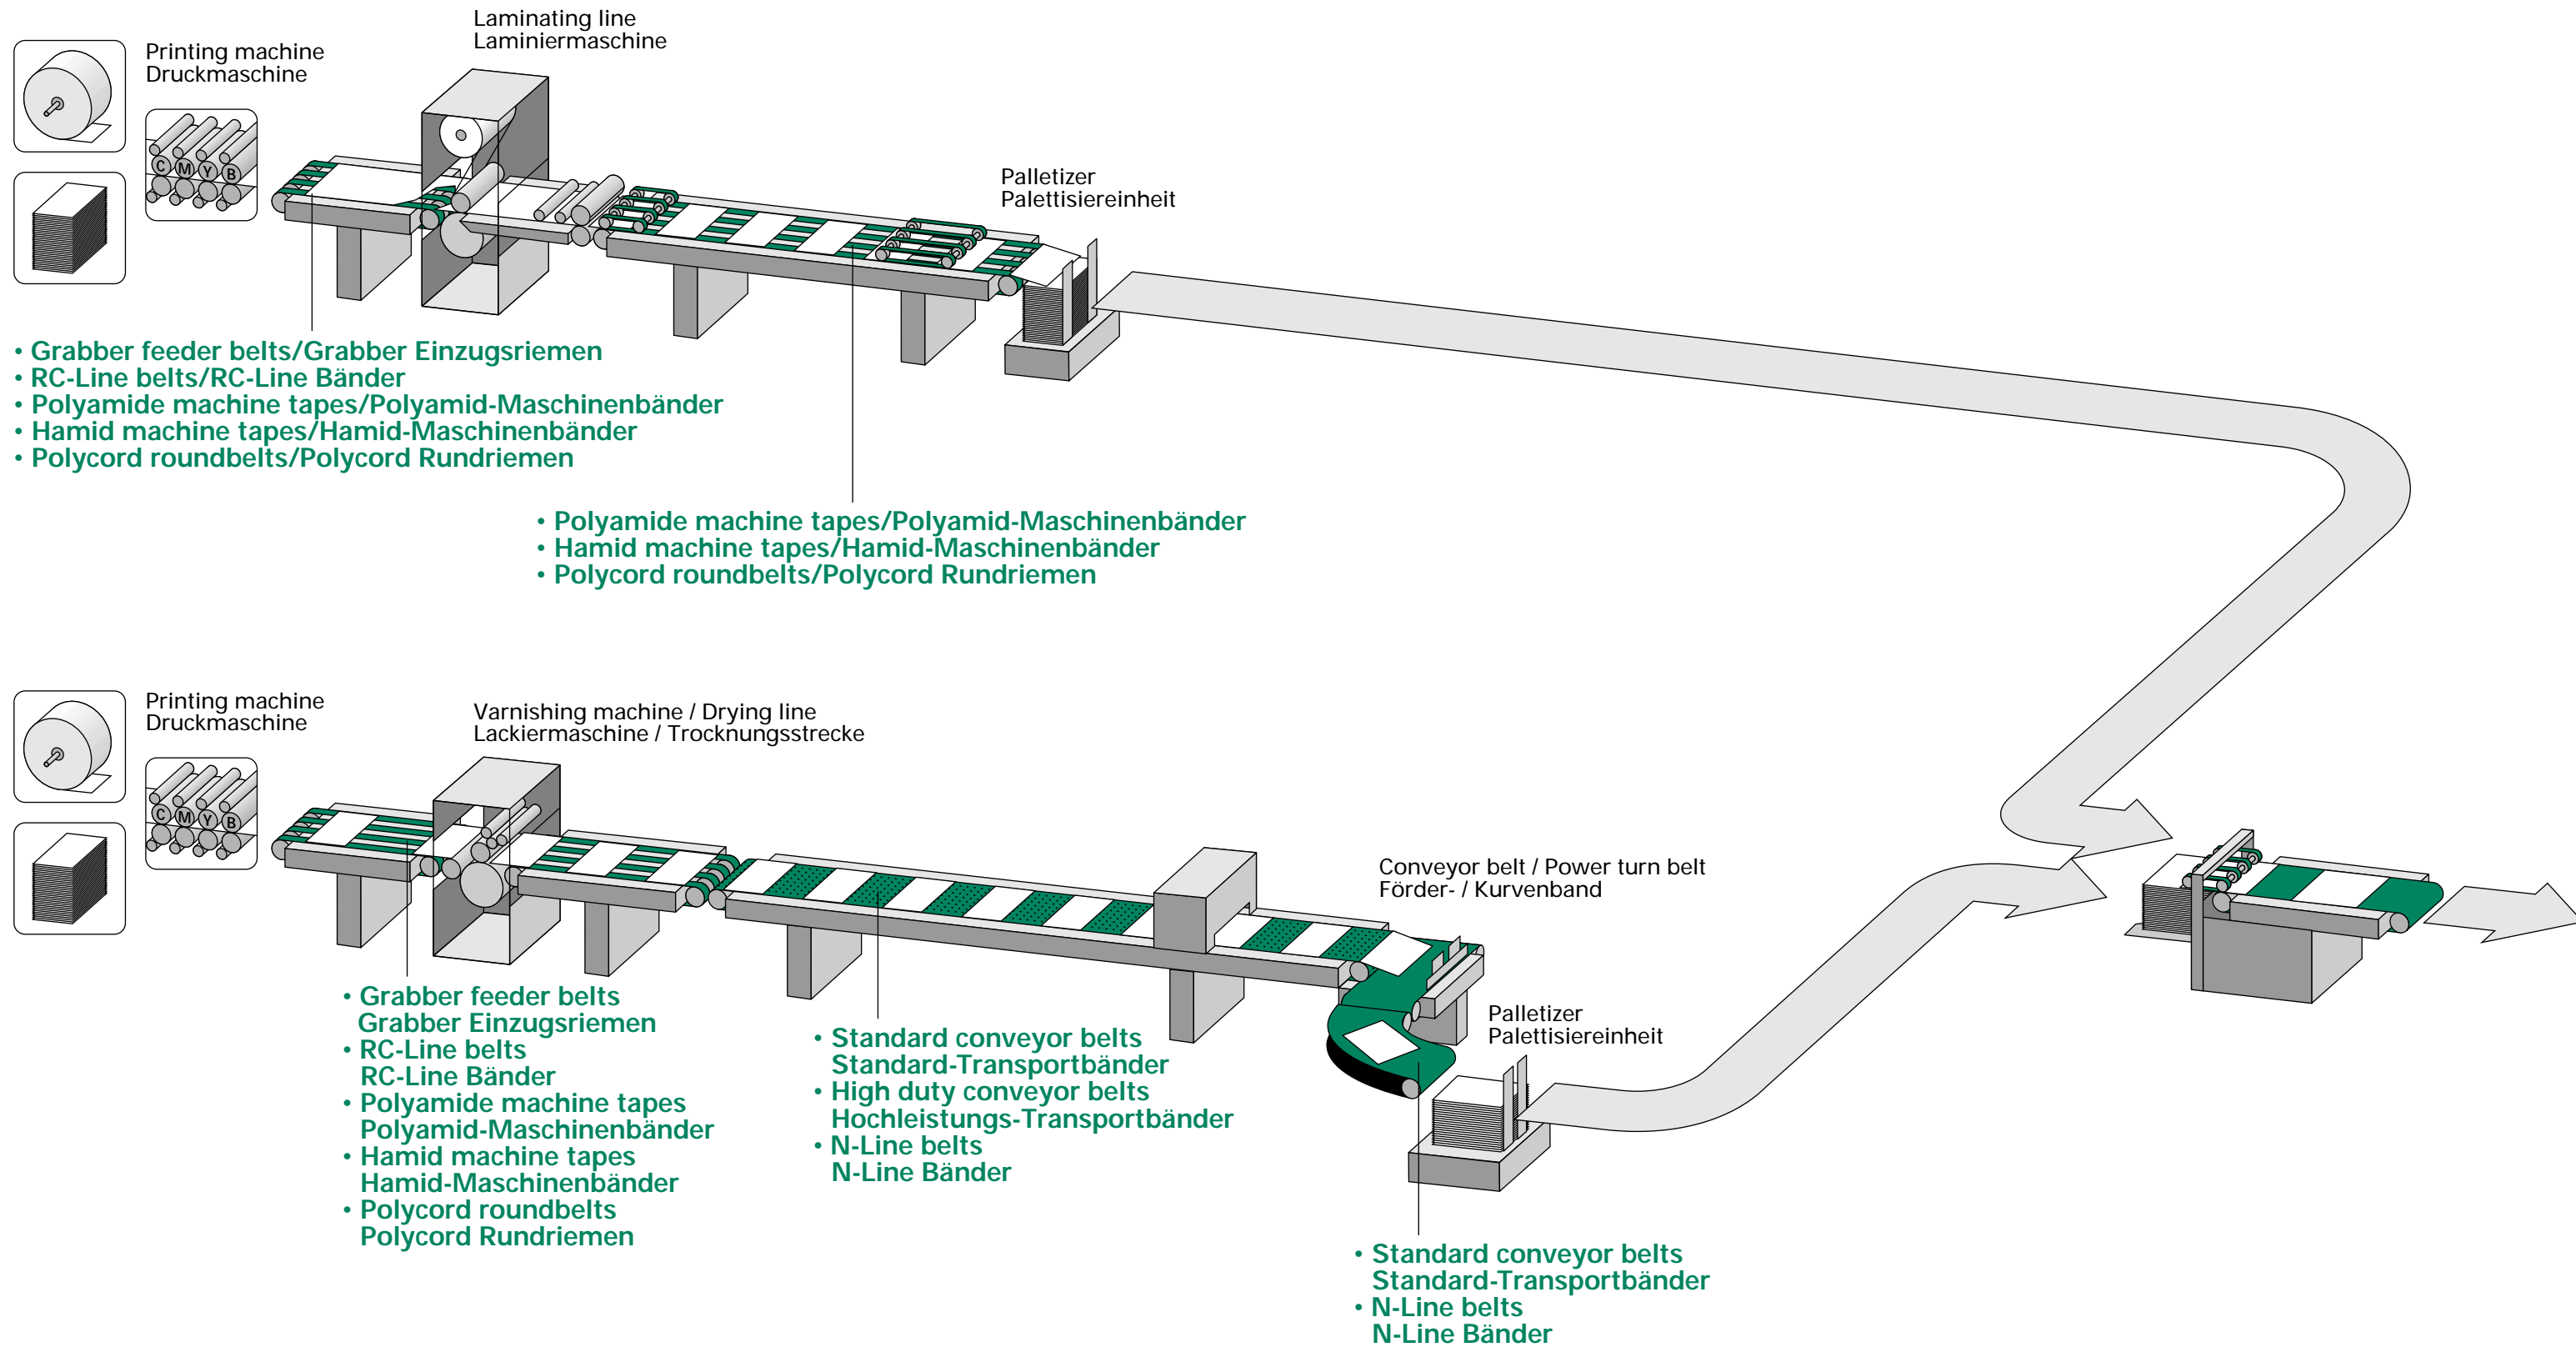 Laminating line
Laminiermaschine
Printing machine
Druckmaschine
C M Y B
Palletizer
Palettisiereinheit
• Grabber feeder belts/Grabber Einzugsriemen
• RC-Line belts/RC-Line Bänder
• Polyamide machine tapes/Polyamid-Maschinenbänder
• Hamid machine tapes/Hamid-Maschinenbänder
• Polycord roundbelts/Polycord Rundriemen
• Polyamide machine tapes/Polyamid-Maschinenbänder
• Hamid machine tapes/Hamid-Maschinenbänder
• Polycord roundbelts/Polycord Rundriemen
Printing machine
Druckmaschine
C M Y B
Varnishing machine / Drying line
Lackiermaschine / Trocknungsstrecke
Conveyor belt / Power turn belt
Förder- / Kurvenband
• Grabber feeder belts
Grabber Einzugsriemen
• RC-Line belts
RC-Line Bänder
• Polyamide machine tapes
Polyamid-Maschinenbänder
• Hamid machine tapes
Hamid-Maschinenbänder
• Polycord roundbelts
Polycord Rundriemen
• Standard conveyor belts
Standard-Transportbänder
• High duty conveyor belts
Hochleistungs-Transportbänder
• N-Line belts
N-Line Bänder
Palletizer
Palettisiereinheit
• Standard conveyor belts
Standard-Transportbänder
• N-Line belts
N-Line Bänder